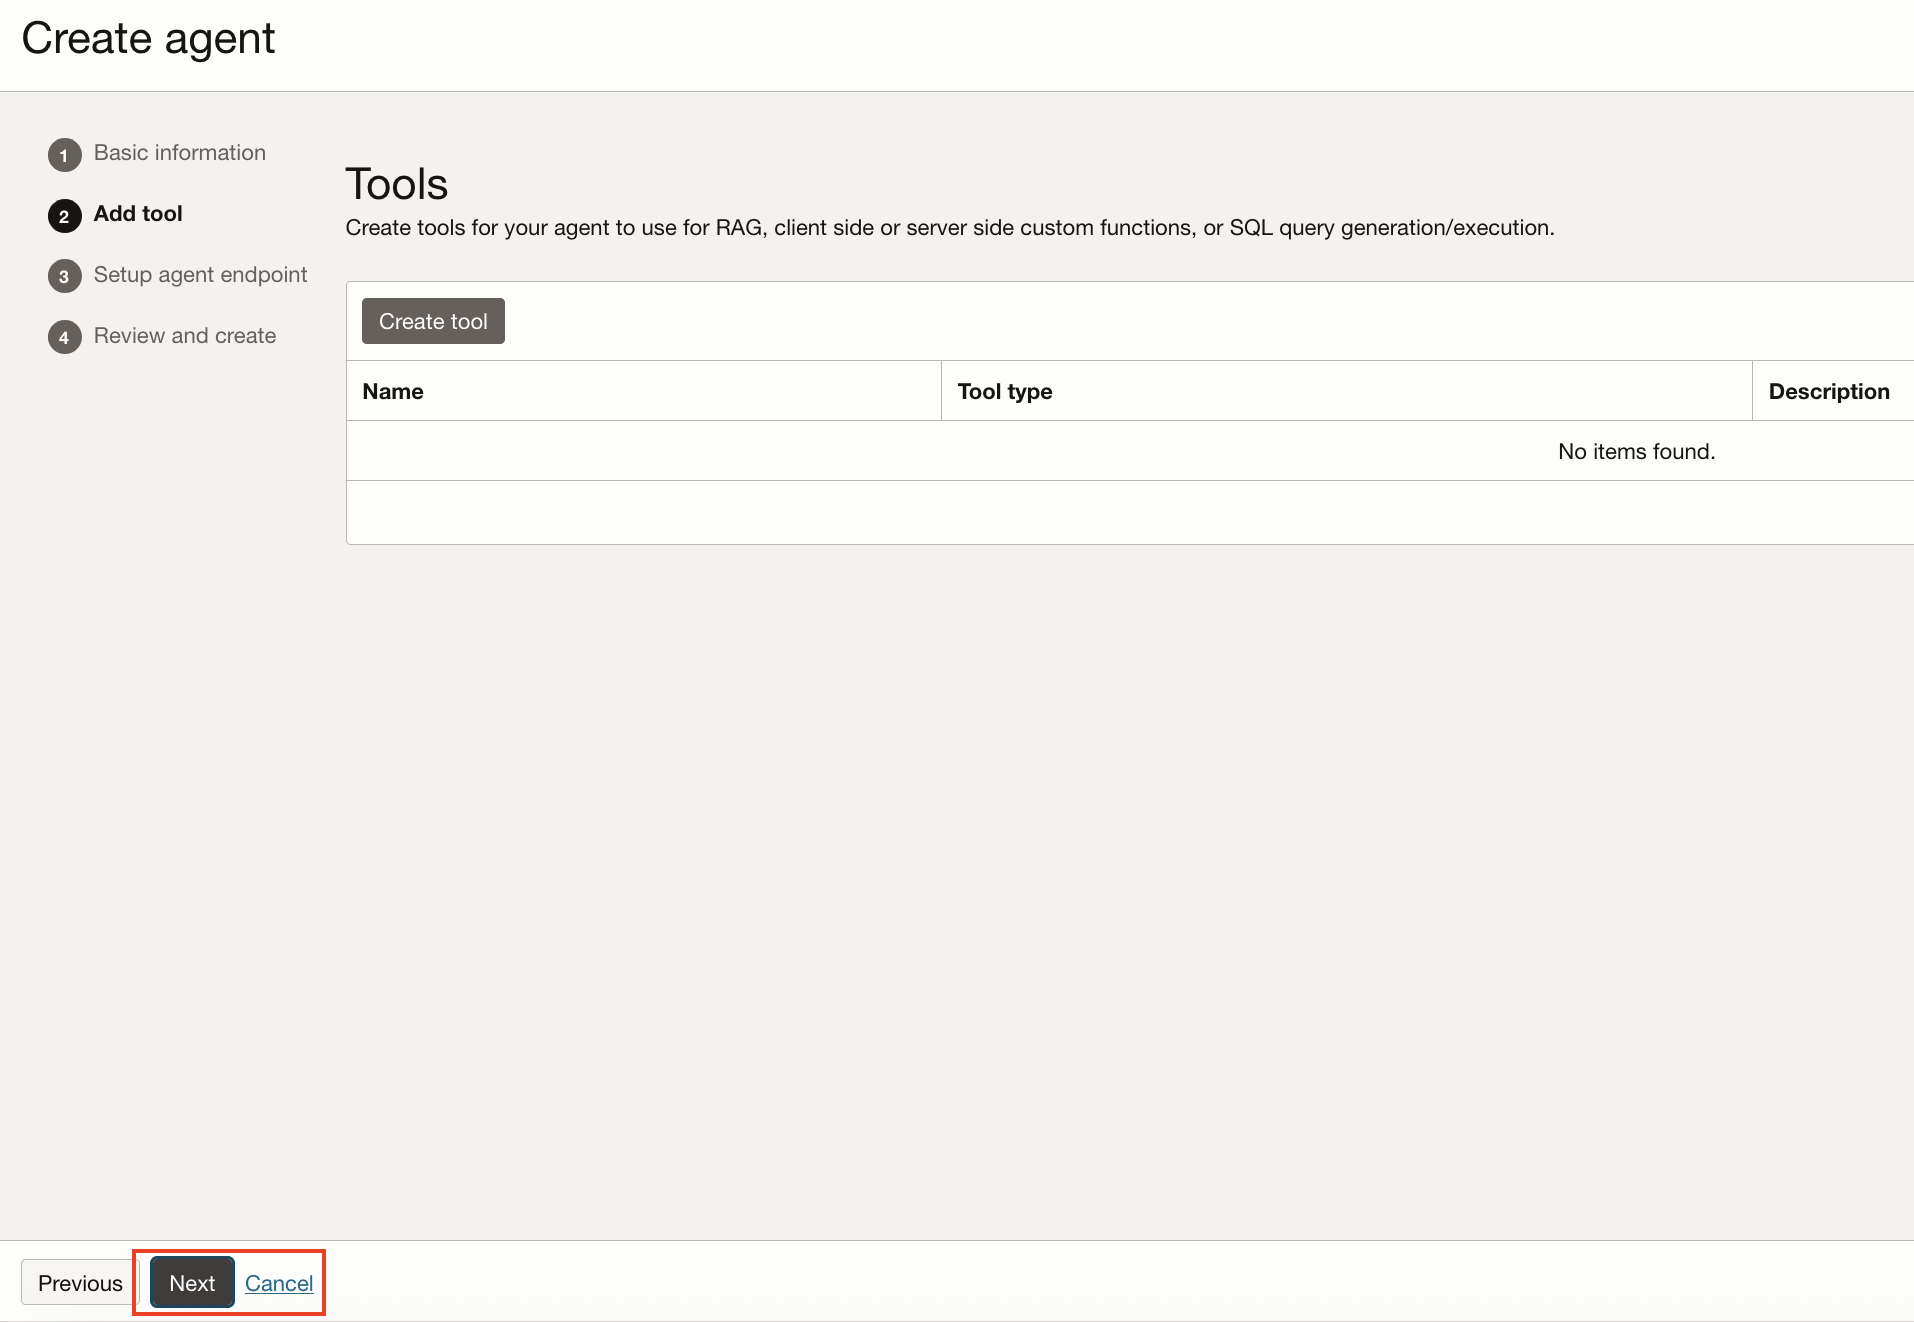 Create agent
1 Basic information
2 Add tool
3 Setup agent endpoint
4 Review and create
Tools
Create tools for your agent to use for RAG, client side or server side custom functions, or SQL query generation/execution.
Create tool
Name Tool type Description
No items found.
Previous Next Cancel